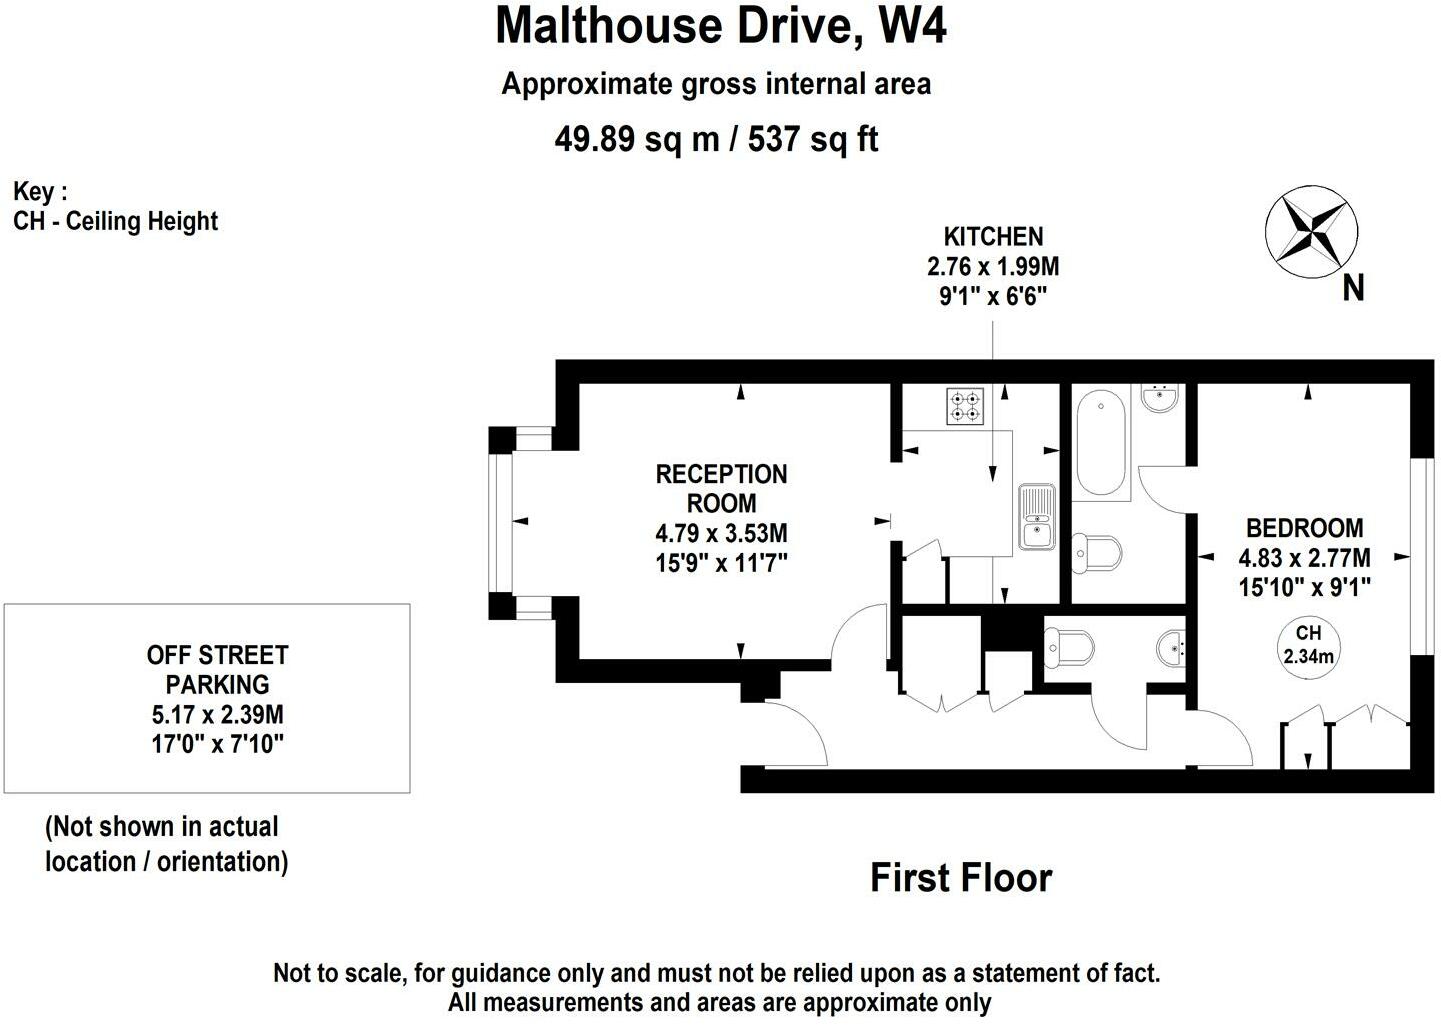 Malthouse Drive, W4
Approximate gross internal area
49.89 sq m / 537 sq ft
Key :
CH - Ceiling Height
N
KITCHEN
2.76 x 1.99M
9'1" x 6'6"
RECEPTION
ROOM
4.79 x 3.53M
15'9" x 11'7"
BEDROOM
4.83 x 2.77M
15'10" x 9'1"
CH
2.34m
OFF STREET
PARKING
5.17 x 2.39M
17'0" x 7'10"
(Not shown in actual
location / orientation)
First Floor
Not to scale, for guidance only and must not be relied upon as a statement of fact.
All measurements and areas are approximate only